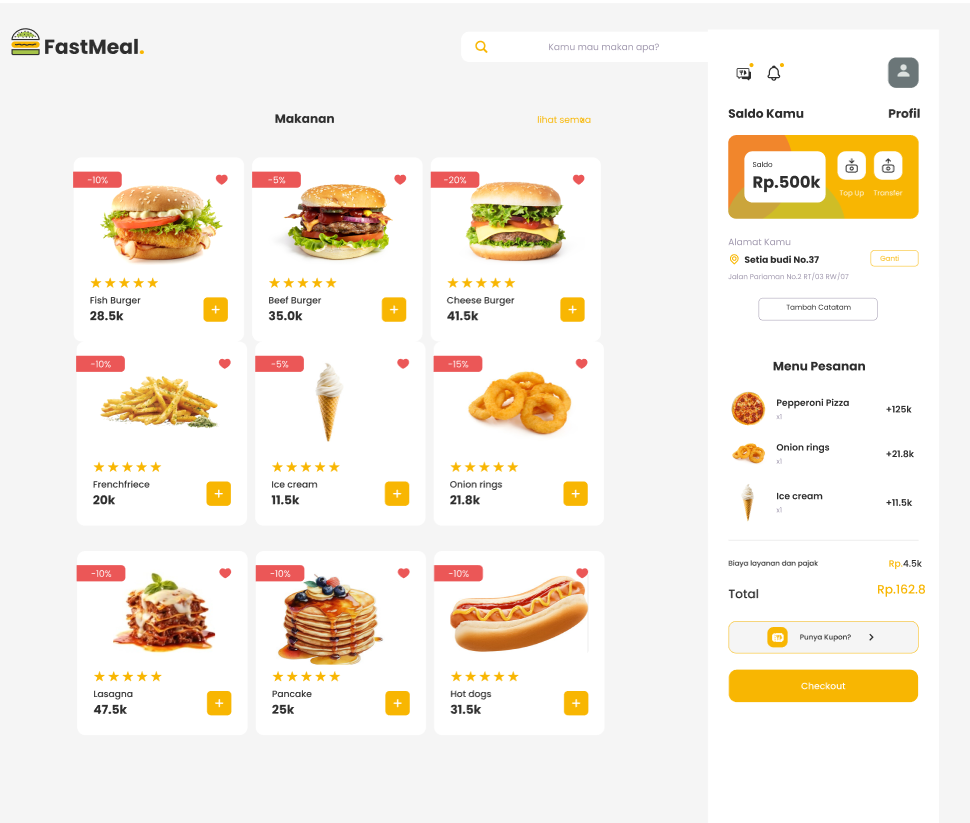 FastMeal.
Kamu mau makan apa?
Makanan
lihat semua
-10%
-5%
-20%
Fish Burger
28.5k
Beef Burger
35.0k
Cheese Burger
41.5k
-10%
-5%
-15%
Frenchfriece
20k
Ice cream
11.5k
Onion rings
21.8k
-10%
-10%
-10%
Lasagna
47.5k
Pancake
25k
Hot dogs
31.5k
Saldo Kamu
Profil
Saldo
Rp.500k
Top Up
Transfer
Alamat Kamu
Setia budi No.37
Ganti
Jalan Pariaman No.2 RT/03 RW/07
Tambah Catatam
Menu Pesanan
Pepperoni Pizza
x1
+125k
Onion rings
x1
+21.8k
Ice cream
x1
+11.5k
Biaya layanan dan pajak
Rp.4.5k
Total
Rp.162.8
Punya Kupon?
Checkout